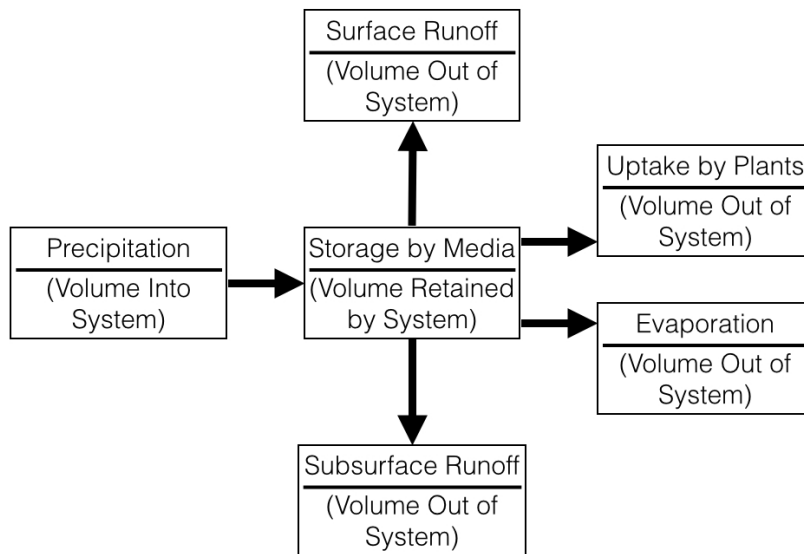 Surface Runoff
(Volume Out of
System)
Uptake by Plants
(Volume Out of
System)
Precipitation
(Volume Into
System)
Storage by Media
(Volume Retained
by System)
Evaporation
(Volume Out of
System)
Subsurface Runoff
(Volume Out of
System)